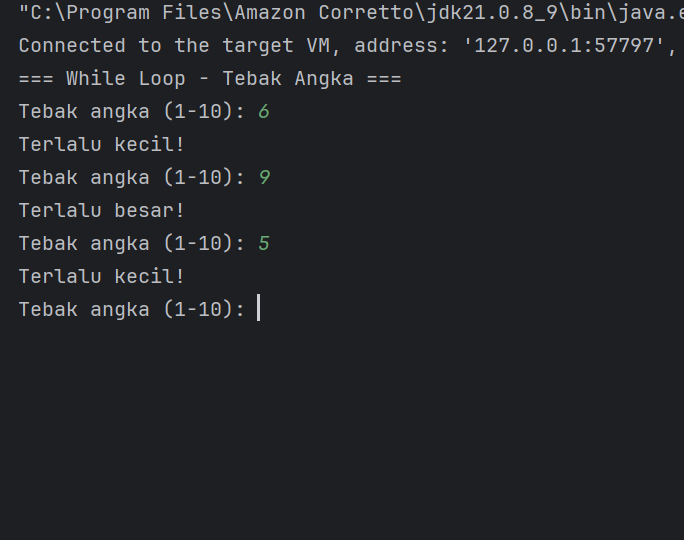 "C:\Program Files\Amazon Corretto\jdk21.0.8_9\bin\java.e
Connected to the target VM, address: '127.0.0.1:57797',
=== While Loop - Tebak Angka ===
Tebak angka (1-10): 6
Terlalu kecil!
Tebak angka (1-10): 9
Terlalu besar!
Tebak angka (1-10): 5
Terlalu kecil!
Tebak angka (1-10):